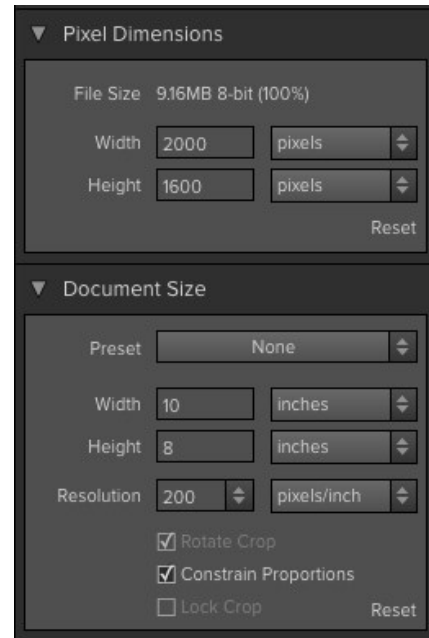 Pixel Dimensions
File Size 9.16MB 8-bit (100%)
Width 2000 pixels
Height 1600 pixels
Reset
Document Size
Preset None
Width 10 inches
Height 8 inches
Resolution 200 pixels/inch
Rotate Crop
Constrain Proportions
Lock Crop Reset